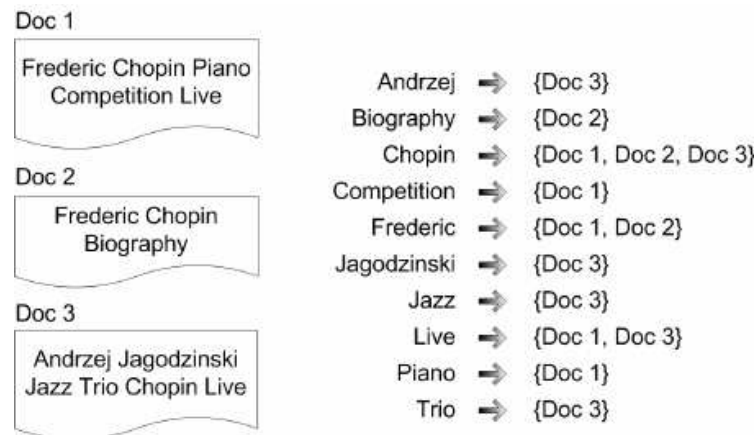 Doc 1
Frederic Chopin Piano
Competition Live
Doc 2
Frederic Chopin
Biography
Doc 3
Andrzej Jagodzinski
Jazz Trio Chopin Live
Andrzej ➔ {Doc 3}
Biography ➔ {Doc 2}
Chopin ➔ {Doc 1, Doc 2, Doc 3}
Competition ➔ {Doc 1}
Frederic ➔ {Doc 1, Doc 2}
Jagodzinski ➔ {Doc 3}
Jazz ➔ {Doc 3}
Live ➔ {Doc 1, Doc 3}
Piano ➔ {Doc 1}
Trio ➔ {Doc 3}